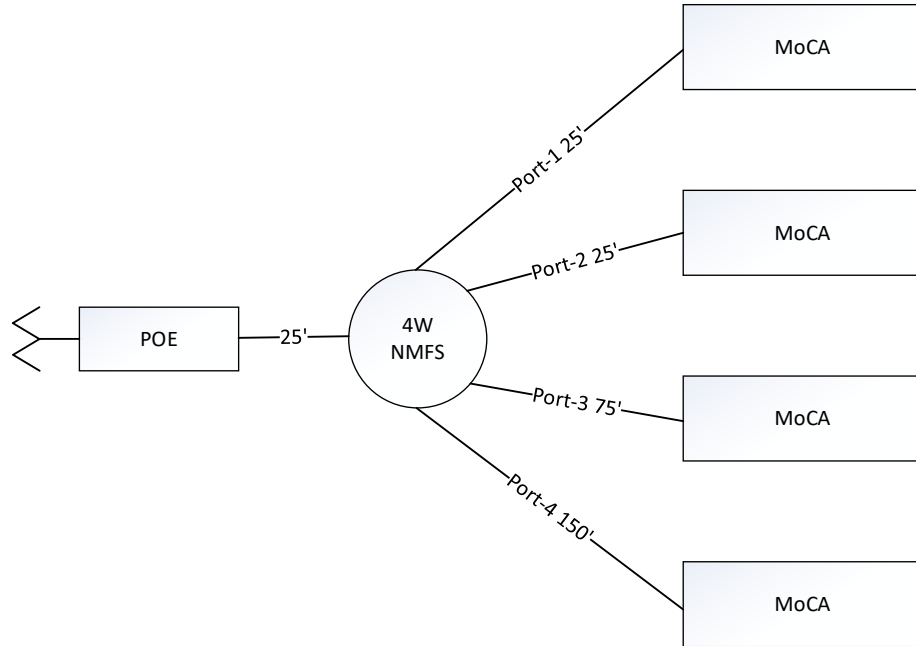 MoCA
Port-1 25'
MoCA
Port-2 25'
POE
25'
4W
NMFS
Port-3 75'
MoCA
Port-4 150'
MoCA